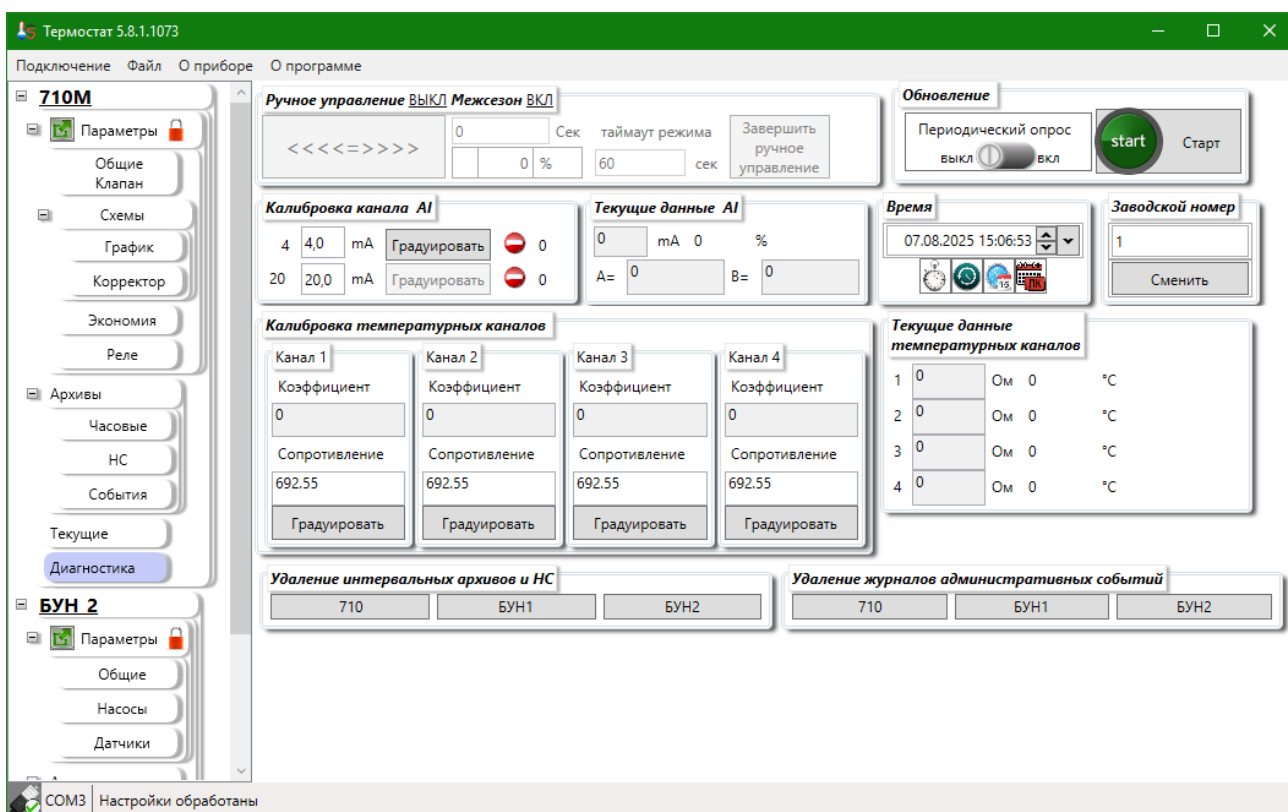 Термостат 5.8.1.1073
Подключение Файл О приборе О программе
710М
Параметры
Общие
Клапан
Схемы
График
Корректор
Экономия
Реле
Архивы
Часовые
НС
События
Текущие
Диагностика
БУН 2
Параметры
Общие
Насосы
Датчики
Ручное управление ВЫКЛ Межсезон ВКЛ
<<<<=>>>>
0 Сек таймаут режима
0 % 60 сек
Завершить
ручное
управление
Обновление
Периодический опрос
выкл вкл
start Старт
Калибровка канала AI
4 4,0 mA Градуировать 0
20 20,0 mA Градуировать 0
Текущие данные AI
0 mA 0 %
A= 0 B= 0
Время
07.08.2025 15:06:53
15
ПК
Заводской номер
1
Сменить
Калибровка температурных каналов
Канал 1 Канал 2 Канал 3 Канал 4
Коэффициент Коэффициент Коэффициент Коэффициент
0 0 0 0
Сопротивление Сопротивление Сопротивление Сопротивление
692.55 692.55 692.55 692.55
Градуировать Градуировать Градуировать Градуировать
Текущие данные
температурных каналов
1 0 Ом 0 °C
2 0 Ом 0 °C
3 0 Ом 0 °C
4 0 Ом 0 °C
Удаление интервальных архивов и НС
710 БУН1 БУН2
Удаление журналов административных событий
710 БУН1 БУН2
COM3 Настройки обработаны